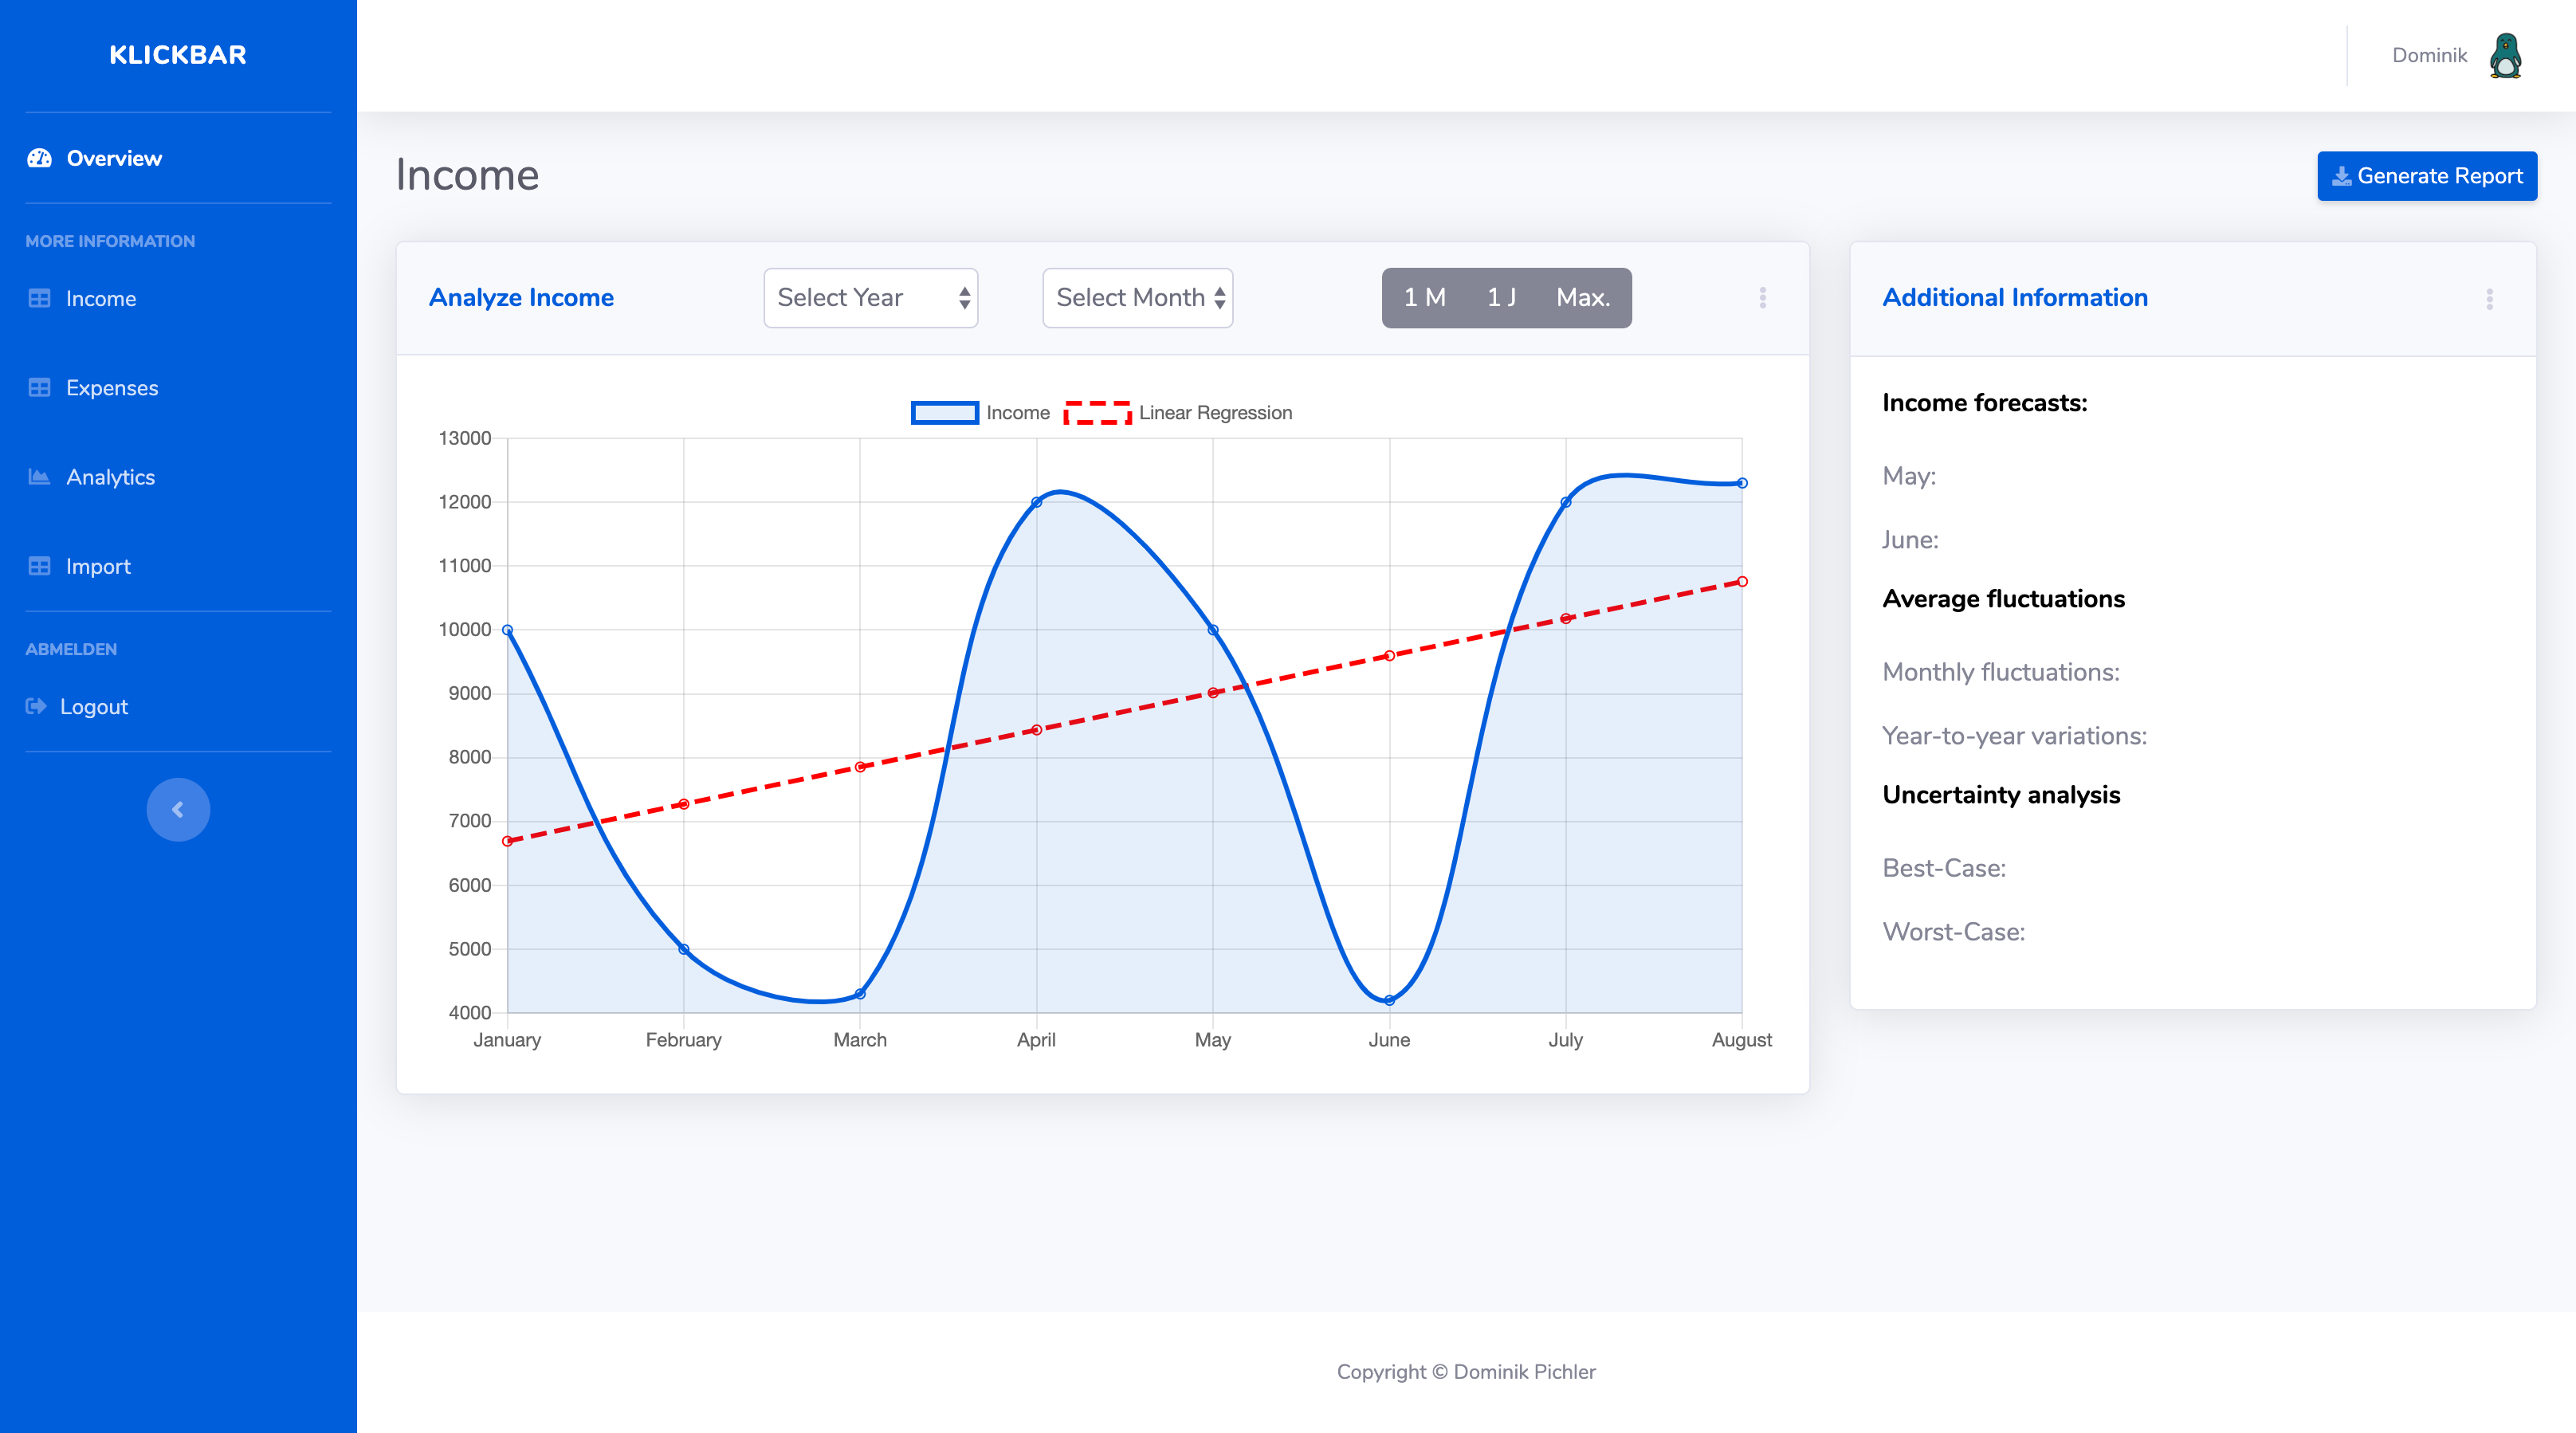 KLICKBAR
Dominik
Overview
MORE INFORMATION
Income
Expenses
Analytics
Import
ABMELDEN
Logout
Income
Generate Report
Analyze Income
Select Year
Select Month
1 M
1 J
Max.
Income
Linear Regression
13000
12000
11000
10000
9000
8000
7000
6000
5000
4000
January
February
March
April
May
June
July
August
Additional Information
Income forecasts:
May:
June:
Average fluctuations
Monthly fluctuations:
Year-to-year variations:
Uncertainty analysis
Best-Case:
Worst-Case:
Copyright © Dominik Pichler